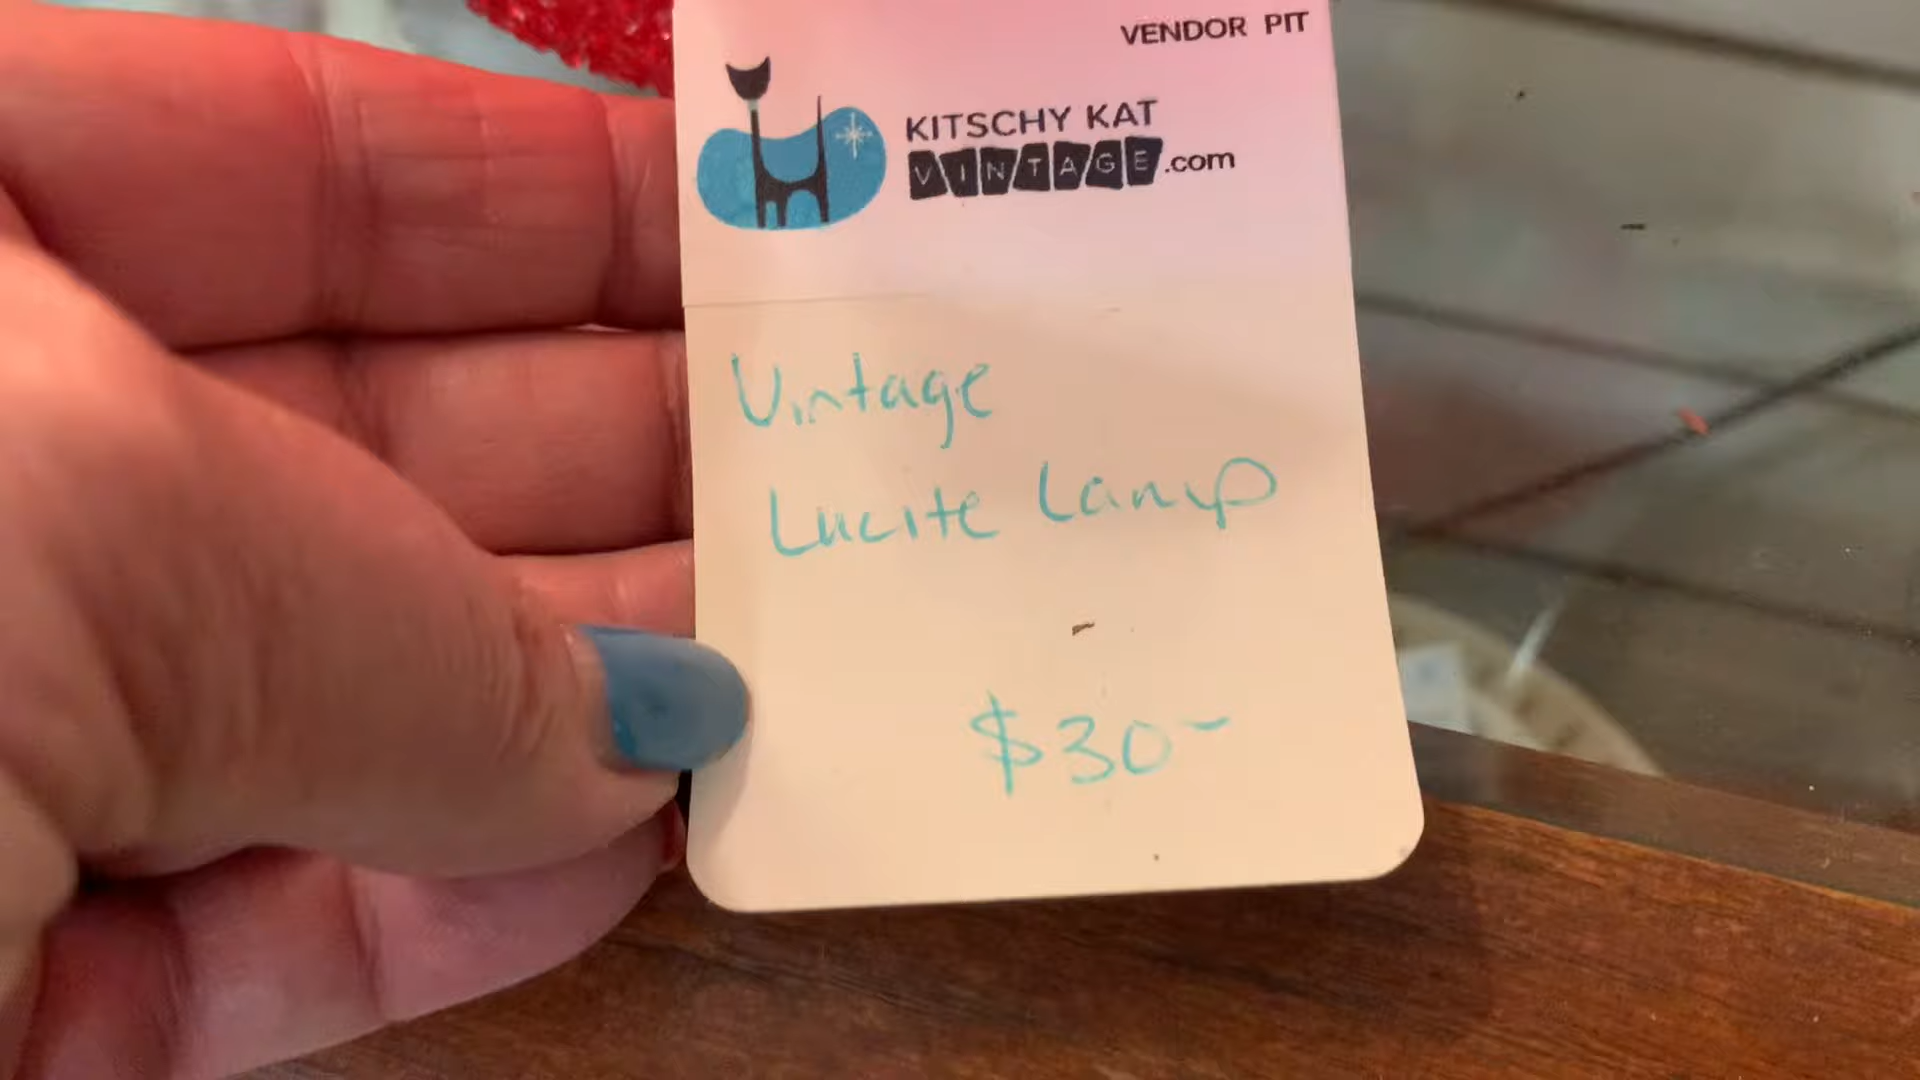 VENDOR PIT
KITSCHY KAT
VINTAGE.com
Vintage
Lucite Lamp
$30-